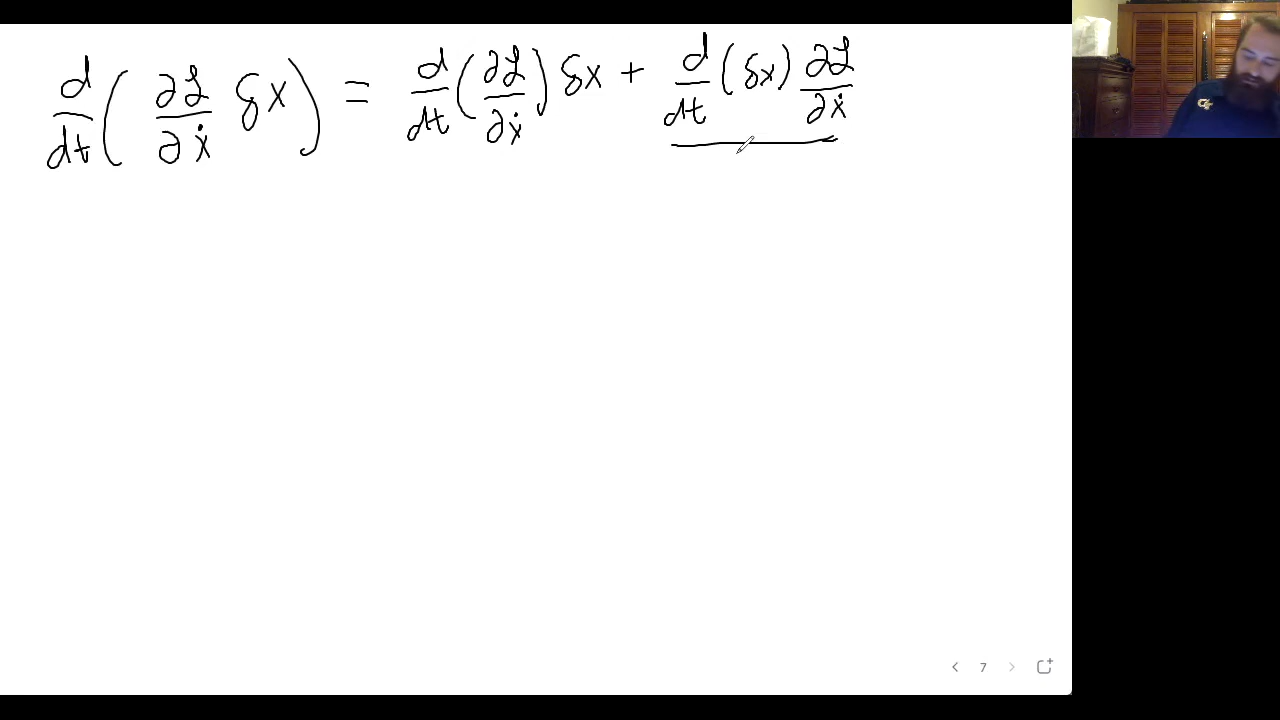 d/dt ( ∂ℒ/∂ẋ δx ) = d/dt ( ∂ℒ/∂ẋ ) δx + d/dt ( δx ) ∂ℒ/∂ẋ
7